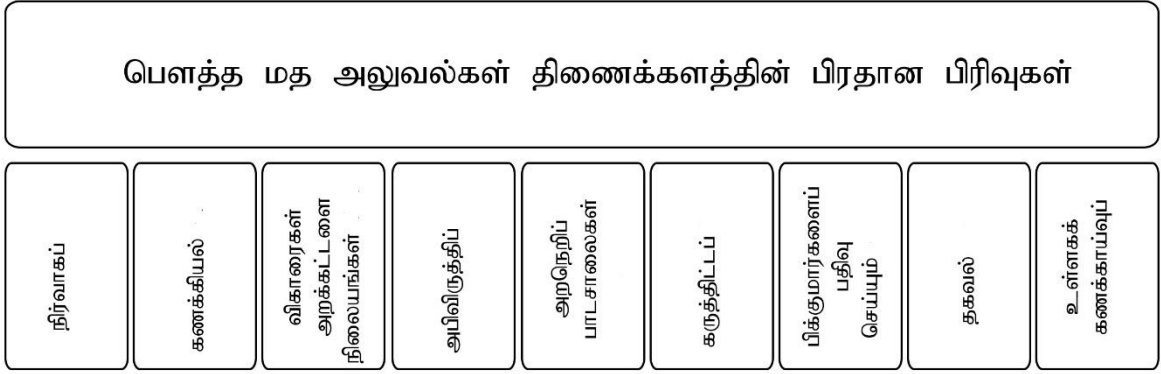 பௌத்த மத அலுவல்கள் திணைக்களத்தின் பிரதான பிரிவுகள்
நிர்வாகப்
கணக்கியல்
விகாரைகள்
அறக்கட்டளை
நிலையங்கள்
அபிவிருத்திப்
அறநெறிப்
பாடசாலைகள்
கருத்திட்டப்
பிக்குமார்களைப்
பதிவு
செய்யும்
தகவல்
உள்ளகக்
கணக்காய்வுப்